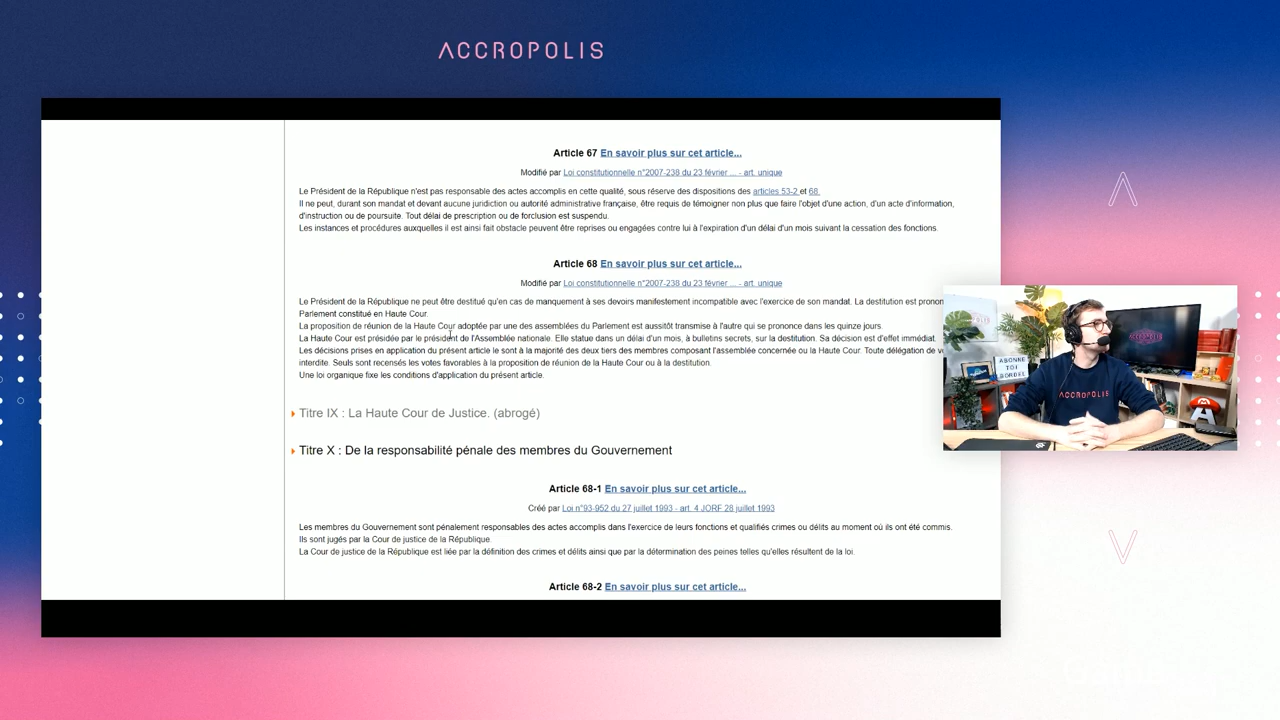 ACCROPOLIS
Article 67 En savoir plus sur cet article...
Modifié par Loi constitutionnelle n°2007-238 du 23 février ... - art. unique
Le Président de la République n'est pas responsable des actes accomplis en cette qualité, sous réserve des dispositions des articles 53-2 et 68.
Il ne peut, durant son mandat et devant aucune juridiction ou autorité administrative française, être requis de témoigner non plus que faire l'objet d'une action, d'un acte d'information,
d'instruction ou de poursuite. Tout délai de prescription ou de forclusion est suspendu.
Les instances et procédures auxquelles il est ainsi fait obstacle peuvent être reprises ou engagées contre lui à l'expiration d'un délai d'un mois suivant la cessation des fonctions.
Article 68 En savoir plus sur cet article...
Modifié par Loi constitutionnelle n°2007-238 du 23 février ... - art. unique
Le Président de la République ne peut être destitué qu'en cas de manquement à ses devoirs manifestement incompatible avec l'exercice de son mandat. La destitution est
Parlement constitué en Haute Cour.
La proposition de réunion de la Haute Cour adoptée par une des assemblées du Parlement est aussitôt transmise à l'autre qui se prononce dans les quinze jours.
La Haute Cour est présidée par le président de l'Assemblée nationale. Elle statue dans un délai d'un mois, à bulletins secrets, sur la destitution. Sa décision est d'effet immédiat.
Les décisions prises en application du présent article le sont à la majorité des deux tiers des membres composant l'assemblée concernée ou la Haute Cour. Toute délégation de
interdite. Seuls sont recensés les votes favorables à la proposition de réunion de la Haute Cour ou à la destitution.
Une loi organique fixe les conditions d'application du présent article.
Titre IX : La Haute Cour de Justice. (abrogé)
Titre X : De la responsabilité pénale des membres du Gouvernement
Article 68-1 En savoir plus sur cet article...
Créé par Loi n°93-952 du 27 juillet 1993 - art. 4 JORF 28 juillet 1993
Les membres du Gouvernement sont pénalement responsables des actes accomplis dans l'exercice de leurs fonctions et qualifiés crimes ou délits au moment où ils ont été commis.
Ils sont jugés par la Cour de justice de la République.
La Cour de justice de la République est liée par la définition des crimes et délits ainsi que par la détermination des peines telles qu'elles résultent de la loi.
Article 68-2 En savoir plus sur cet article...
ABONNE
TOI
BORDEL
ACCROPOLIS